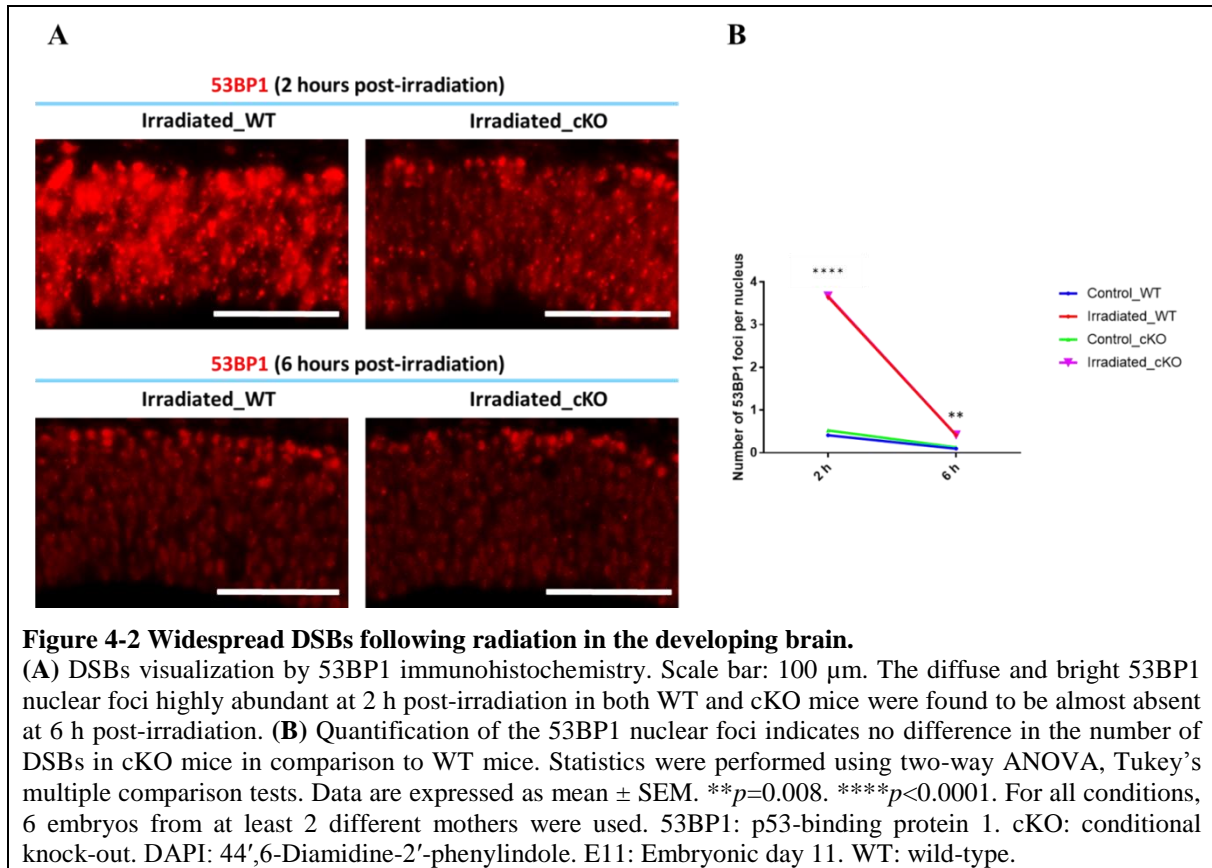 A
B
53BP1 (2 hours post-irradiation)
Irradiated_WT Irradiated_cKO
53BP1 (6 hours post-irradiation)
Irradiated_WT Irradiated_cKO
Number of 53BP1 foci per nucleus
4
3
2
1
0
****
**
2 h
6 h
Control_WT
Irradiated_WT
Control_cKO
Irradiated_cKO
Figure 4-2 Widespread DSBs following radiation in the developing brain.
(A) DSBs visualization by 53BP1 immunohistochemistry. Scale bar: 100 µm. The diffuse and bright 53BP1
nuclear foci highly abundant at 2 h post-irradiation in both WT and cKO mice were found to be almost absent
at 6 h post-irradiation. (B) Quantification of the 53BP1 nuclear foci indicates no difference in the number of
DSBs in cKO mice in comparison to WT mice. Statistics were performed using two-way ANOVA, Tukey’s
multiple comparison tests. Data are expressed as mean ± SEM. **p=0.008. ****p<0.0001. For all conditions,
6 embryos from at least 2 different mothers were used. 53BP1: p53-binding protein 1. cKO: conditional
knock-out. DAPI: 44′,6-Diamidine-2′-phenylindole. E11: Embryonic day 11. WT: wild-type.